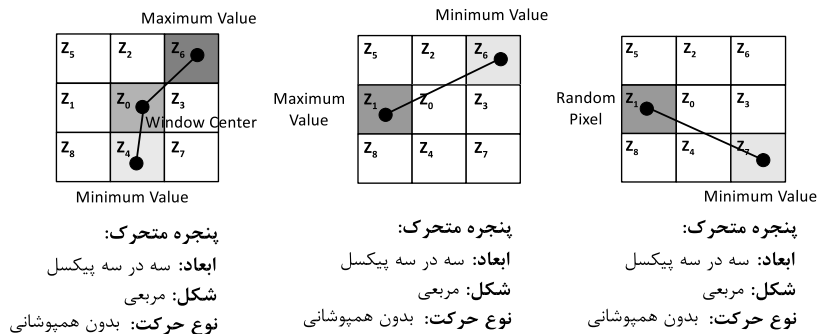 Maximum Value
Z5 Z2 Z6
Z1 Z0 Z3
Window Center
Z8 Z4 Z7
Minimum Value
پنجره متحرک:
ابعاد: سه در سه پیکسل
شکل: مربعی
نوع حرکت: بدون همپوشانی
Minimum Value
Z5 Z2 Z6
Maximum
Value
Z1 Z0 Z3
Z8 Z4 Z7
پنجره متحرک:
ابعاد: سه در سه پیکسل
شکل: مربعی
نوع حرکت: بدون همپوشانی
Z5 Z2 Z6
Random
Pixel
Z1 Z0 Z3
Z8 Z4 Z7
Minimum Value
پنجره متحرک:
ابعاد: سه در سه پیکسل
شکل: مربعی
نوع حرکت: بدون همپوشانی